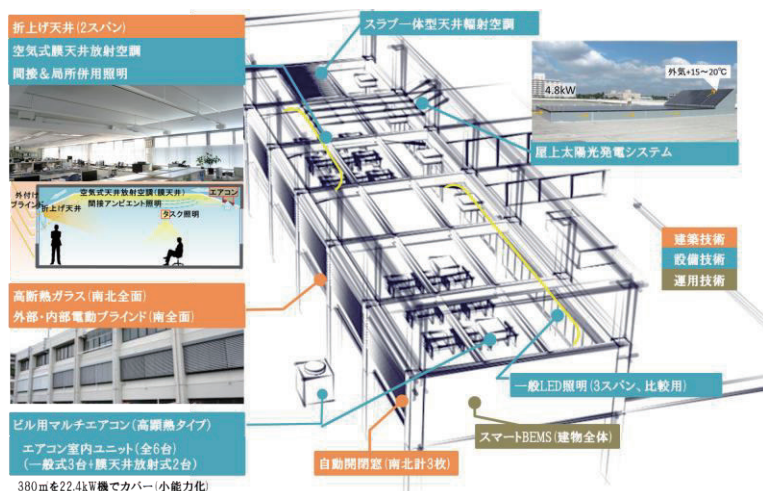 折上げ天井(2スパン)
空気式膜天井放射空調
間接&局所併用照明
スラブ一体型天井輻射空調
外気+15~20℃
4.8kW
屋上太陽光発電システム
外付け
ブラインド
折上げ天井
空気式天井放射空調(膜天井)
間接アンビエント照明
タスク照明
エアコン
建築技術
設備技術
運用技術
高断熱ガラス(南北全面)
外部・内部電動ブラインド(南全面)
一般LED照明(3スパン、比較用)
ビル用マルチエアコン(高顕熱タイプ)
エアコン室内ユニット(全6台)
(一般式3台+膜天井放射式2台)
380㎡を22.4kW機でカバー(小能力化)
自動開閉窓(南北計3枚)
スマートBEMS(建物全体)